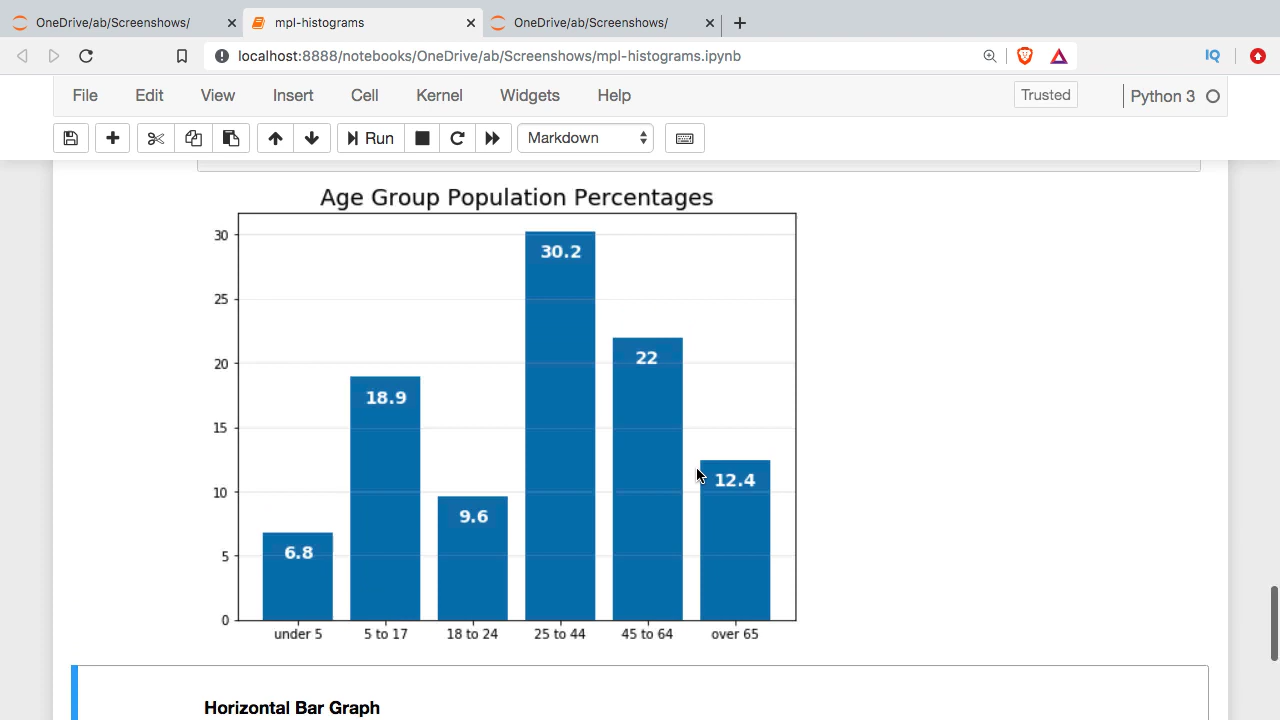 OneDrive/ab/Screenshows/ mpl-histograms OneDrive/ab/Screenshows/
localhost:8888/notebooks/OneDrive/ab/Screenshows/mpl-histograms.ipynb IQ
File Edit View Insert Cell Kernel Widgets Help Trusted Python 3
Run Markdown
Age Group Population Percentages
30
30.2
25
20
22
18.9
15
12.4
10
9.6
6.8
5
0
under 5 5 to 17 18 to 24 25 to 44 45 to 64 over 65
Horizontal Bar Graph